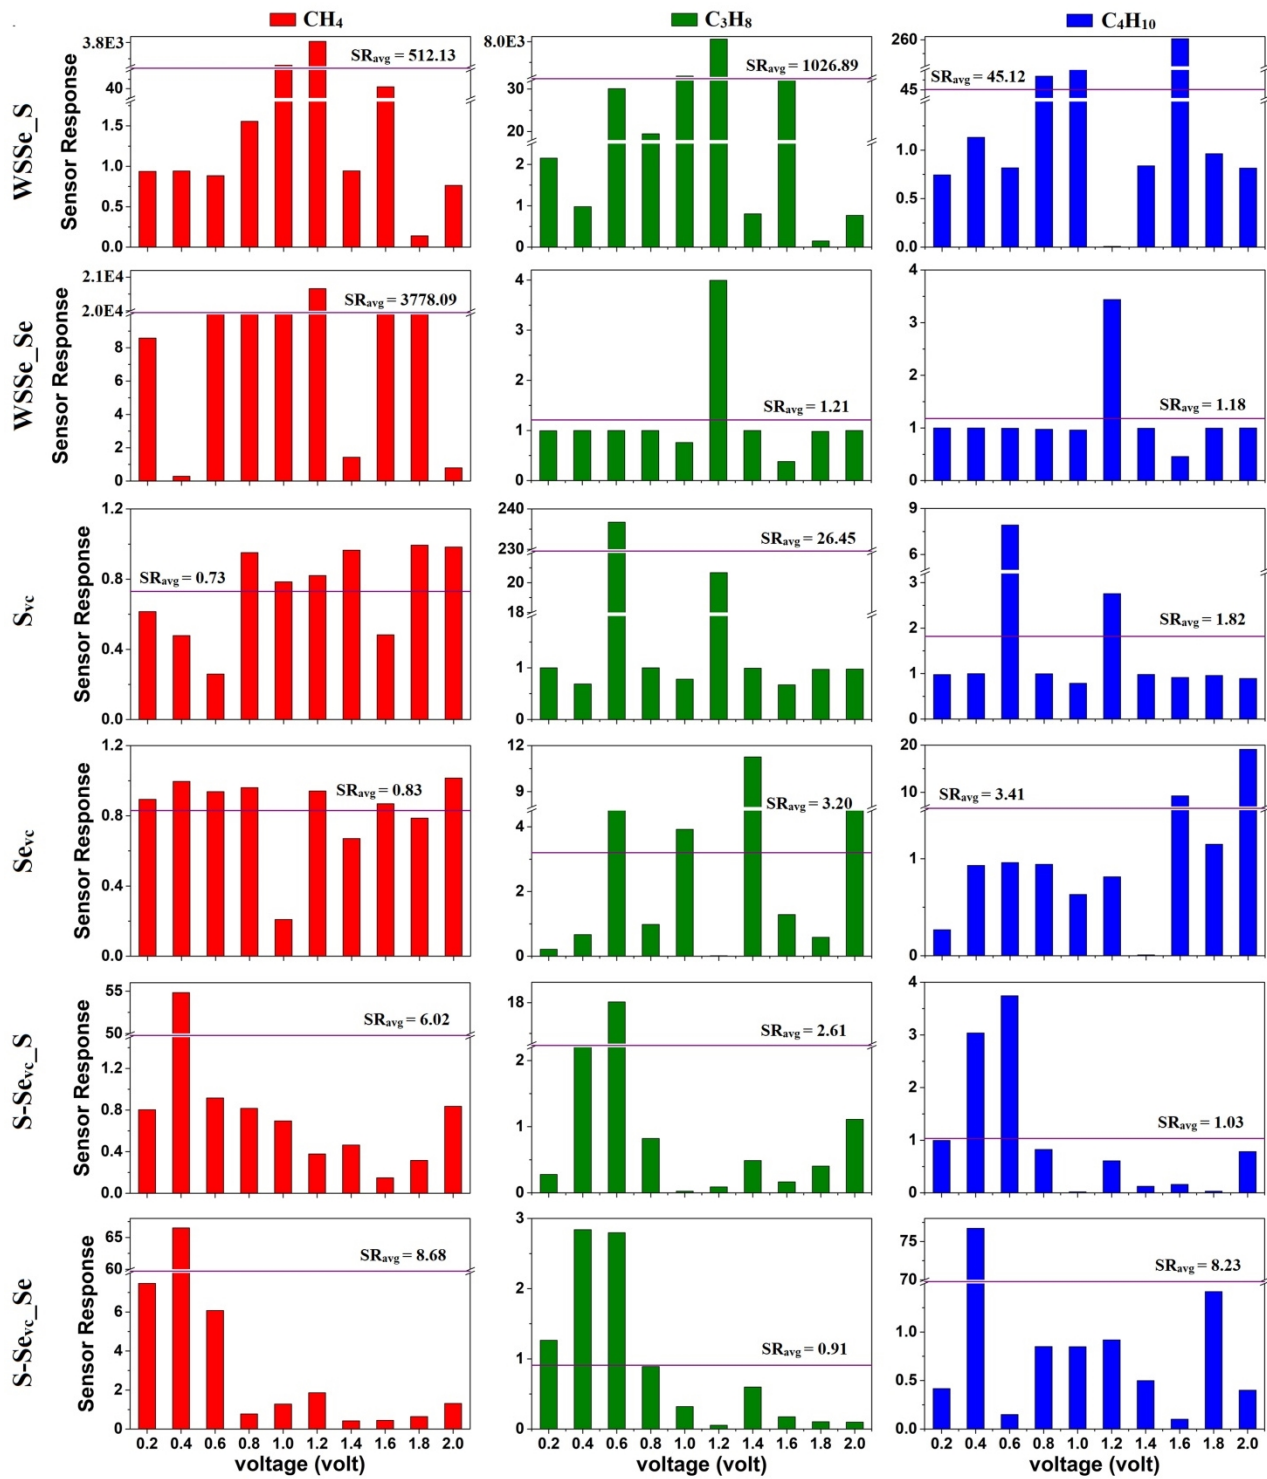 CH₄
C₃H₈
C₄H₁₀
WSSe_S
Sensor Response
3.8E3
40
1.5
1.0
0.5
0.0
SRavg = 512.13
8.0E3
30
20
2
1
0
SRavg = 1026.89
260
45
1.0
0.5
0.0
SRavg = 45.12
WSSe_Se
Sensor Response
2.1E4
2.0E4
8
6
4
2
0
SRavg = 3778.09
4
3
2
1
0
SRavg = 1.21
4
3
2
1
0
SRavg = 1.18
Svc
Sensor Response
1.2
0.8
0.4
0.0
SRavg = 0.73
240
230
20
18
1
0
SRavg = 26.45
9
6
3
2
1
0
SRavg = 1.82
Sevc
Sensor Response
1.2
0.8
0.4
0.0
SRavg = 0.83
12
9
4
2
0
SRavg = 3.20
20
10
1
0
SRavg = 3.41
S-Sevc_S
Sensor Response
55
50
1.2
0.8
0.4
0.0
SRavg = 6.02
18
2
1
0
SRavg = 2.61
4
3
2
1
0
SRavg = 1.03
S-Sevc_Se
Sensor Response
65
60
6
4
2
0
SRavg = 8.68
3
2
1
0
SRavg = 0.91
75
70
1.0
0.5
0.0
SRavg = 8.23
0.2 0.4 0.6 0.8 1.0 1.2 1.4 1.6 1.8 2.0
0.2 0.4 0.6 0.8 1.0 1.2 1.4 1.6 1.8 2.0
0.2 0.4 0.6 0.8 1.0 1.2 1.4 1.6 1.8 2.0
voltage (volt)
voltage (volt)
voltage (volt)